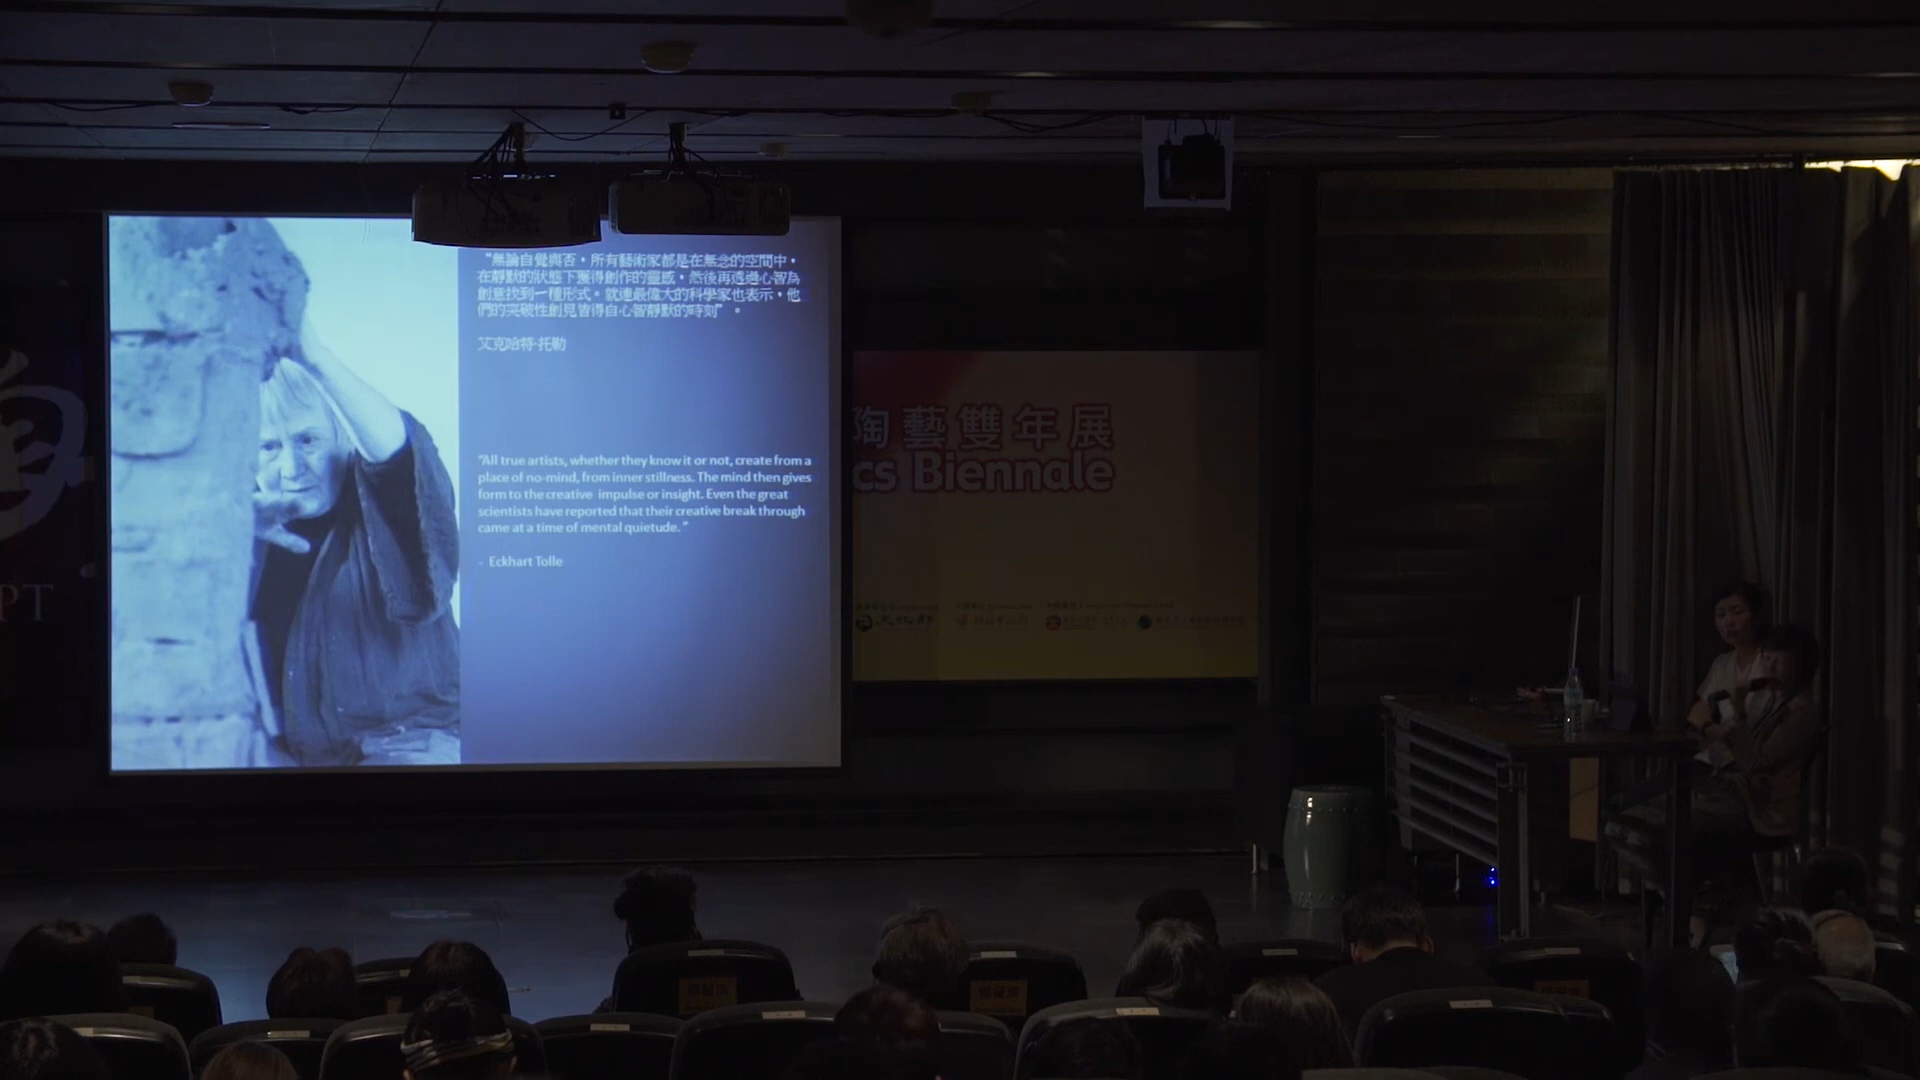 “無論自覺與否，所有藝術家都是在無念的空間中，
在靜默的狀態下獲得創作的靈感，然後再透過心智為
創意找到一種形式。就連最偉大的科學家也表示，他
們的突破性創見皆得自心智靜默的時刻”。
艾克哈特·托勒
“All true artists, whether they know it or not, create from a
place of no-mind, from inner stillness. The mind then gives
form to the creative impulse or insight. Even the great
scientists have reported that their creative break through
came at a time of mental quietude.”
- Eckhart Tolle
陶藝雙年展
cs Biennale
文化部
PT